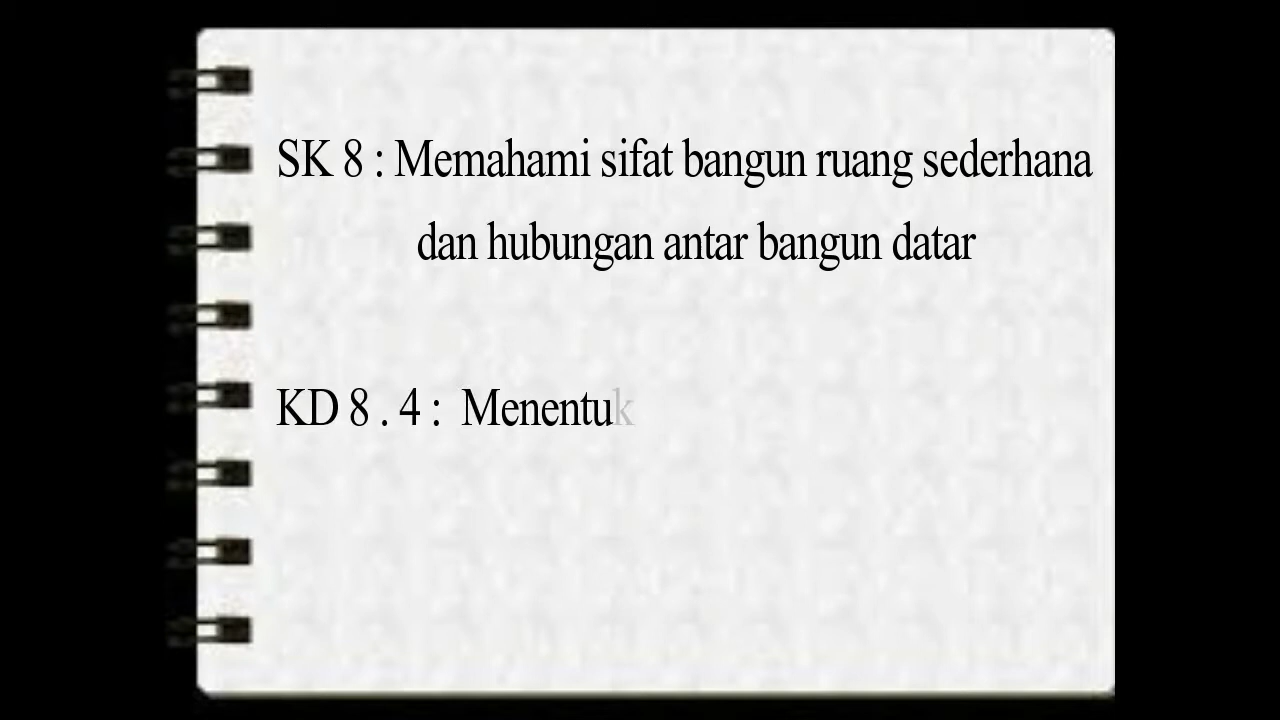 SK 8 : Memahami sifat bangun ruang sederhana
dan hubungan antar bangun datar
KD 8 . 4 : Menentuk